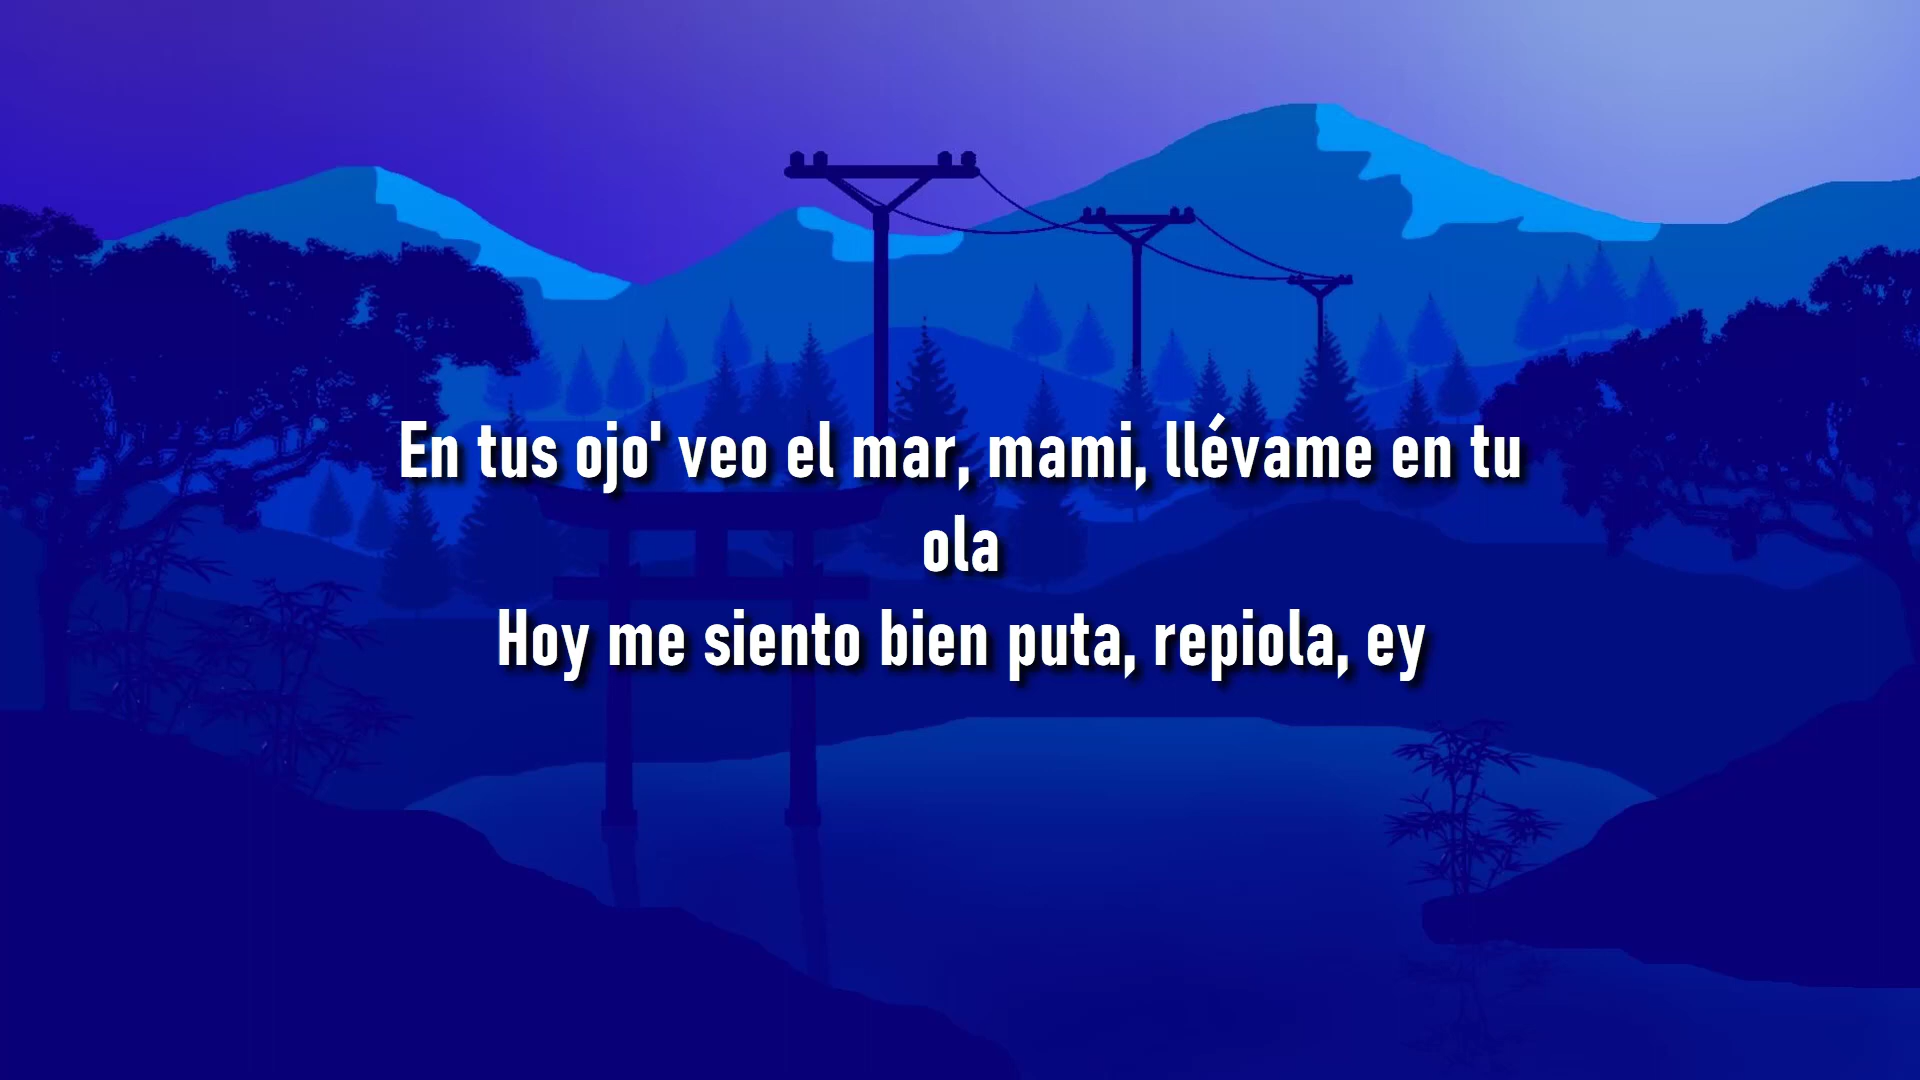 En tus ojo' veo el mar, mami, llévame en tu
ola
Hoy me siento bien puta, repiola, ey